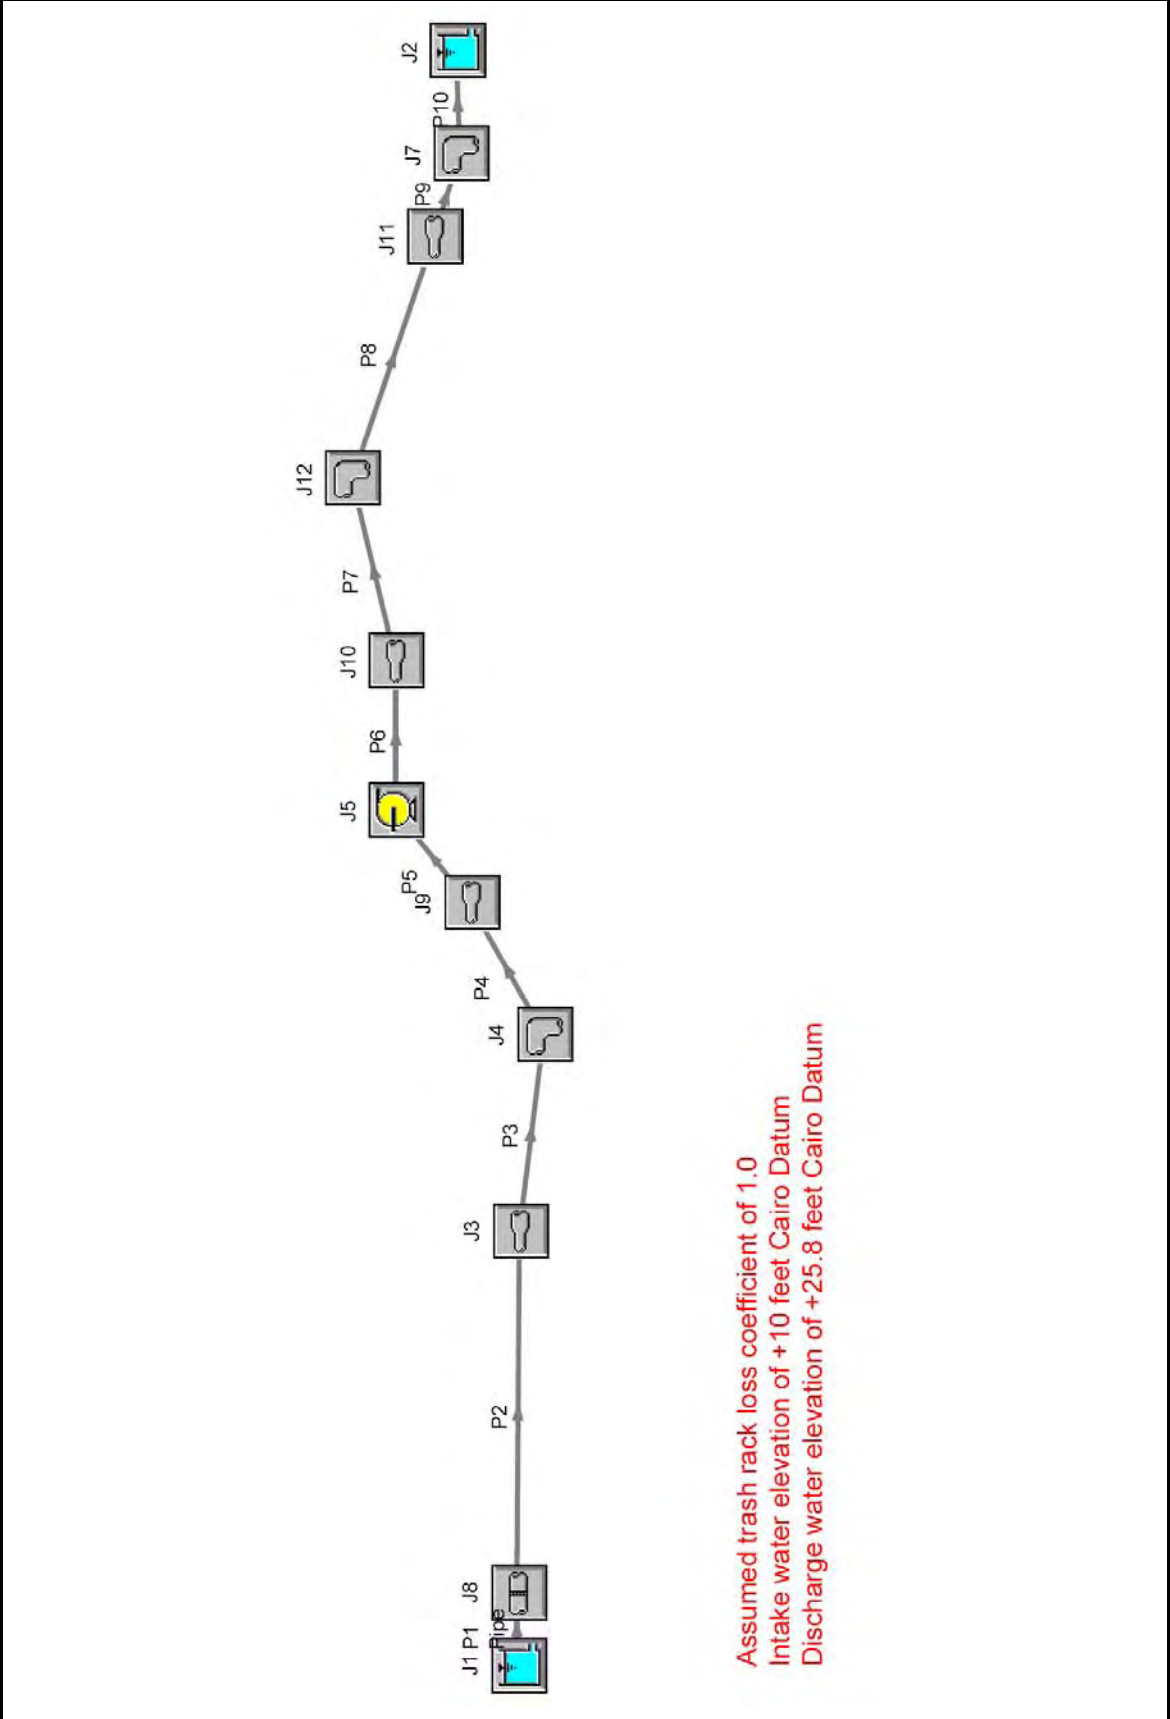 J1
P1
Pipe
J8
P2
J3
P3
J4
P4
J9
P5
J5
P6
J10
P7
J12
P8
J11
P9
J7
P10
J2
Assumed trash rack loss coefficient of 1.0
Intake water elevation of +10 feet Cairo Datum
Discharge water elevation of +25.8 feet Cairo Datum